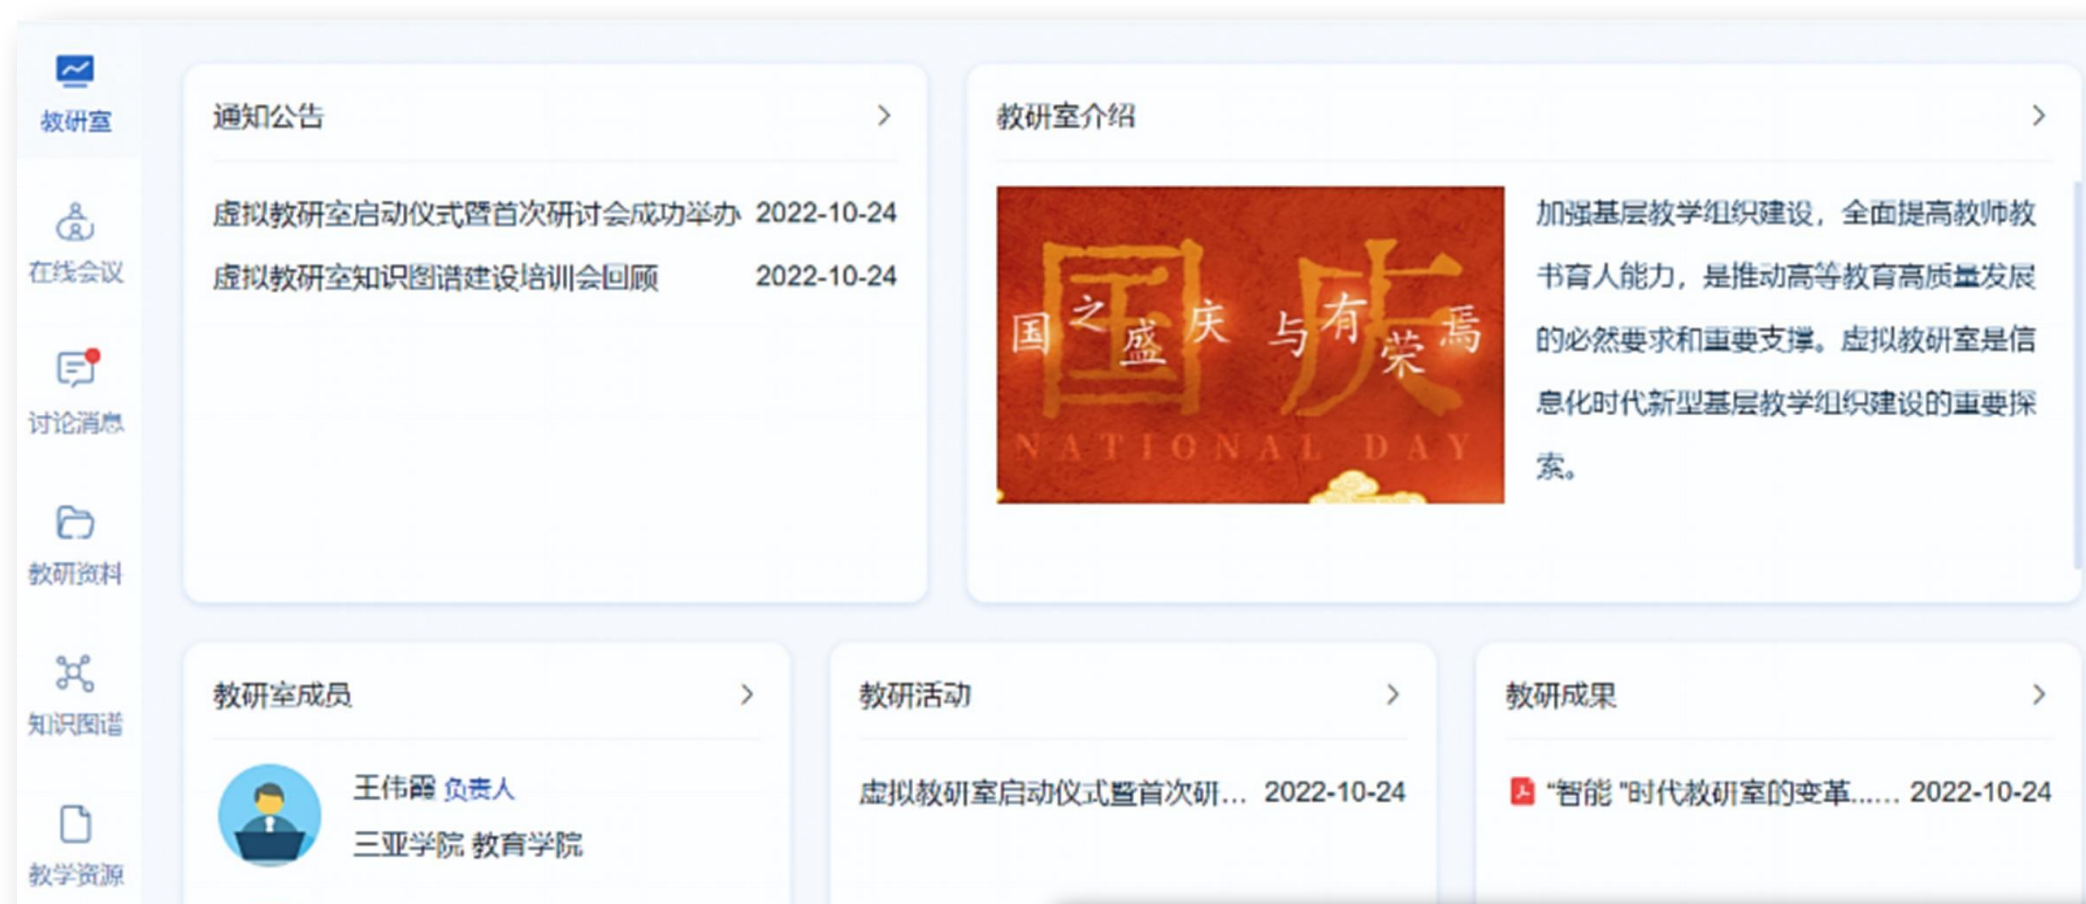 教研室
在线会议
讨论消息
教研资料
知识图谱
教学资源
通知公告
虚拟教研室启动仪式暨首次研讨会成功举办 2022-10-24
虚拟教研室知识图谱建设培训会回顾 2022-10-24
教研室介绍
国庆
国之盛庆 与有荣焉
NATIONAL DAY
加强基层教学组织建设，全面提高教师教
书育人能力，是推动高等教育高质量发展
的必然要求和重要支撑。虚拟教研室是信
息化时代新型基层教学组织建设的重要探
索。
教研室成员
王伟霞 负责人
三亚学院 教育学院
教研活动
虚拟教研室启动仪式暨首次研... 2022-10-24
教研成果
“智能 ”时代教研室的变革...... 2022-10-24